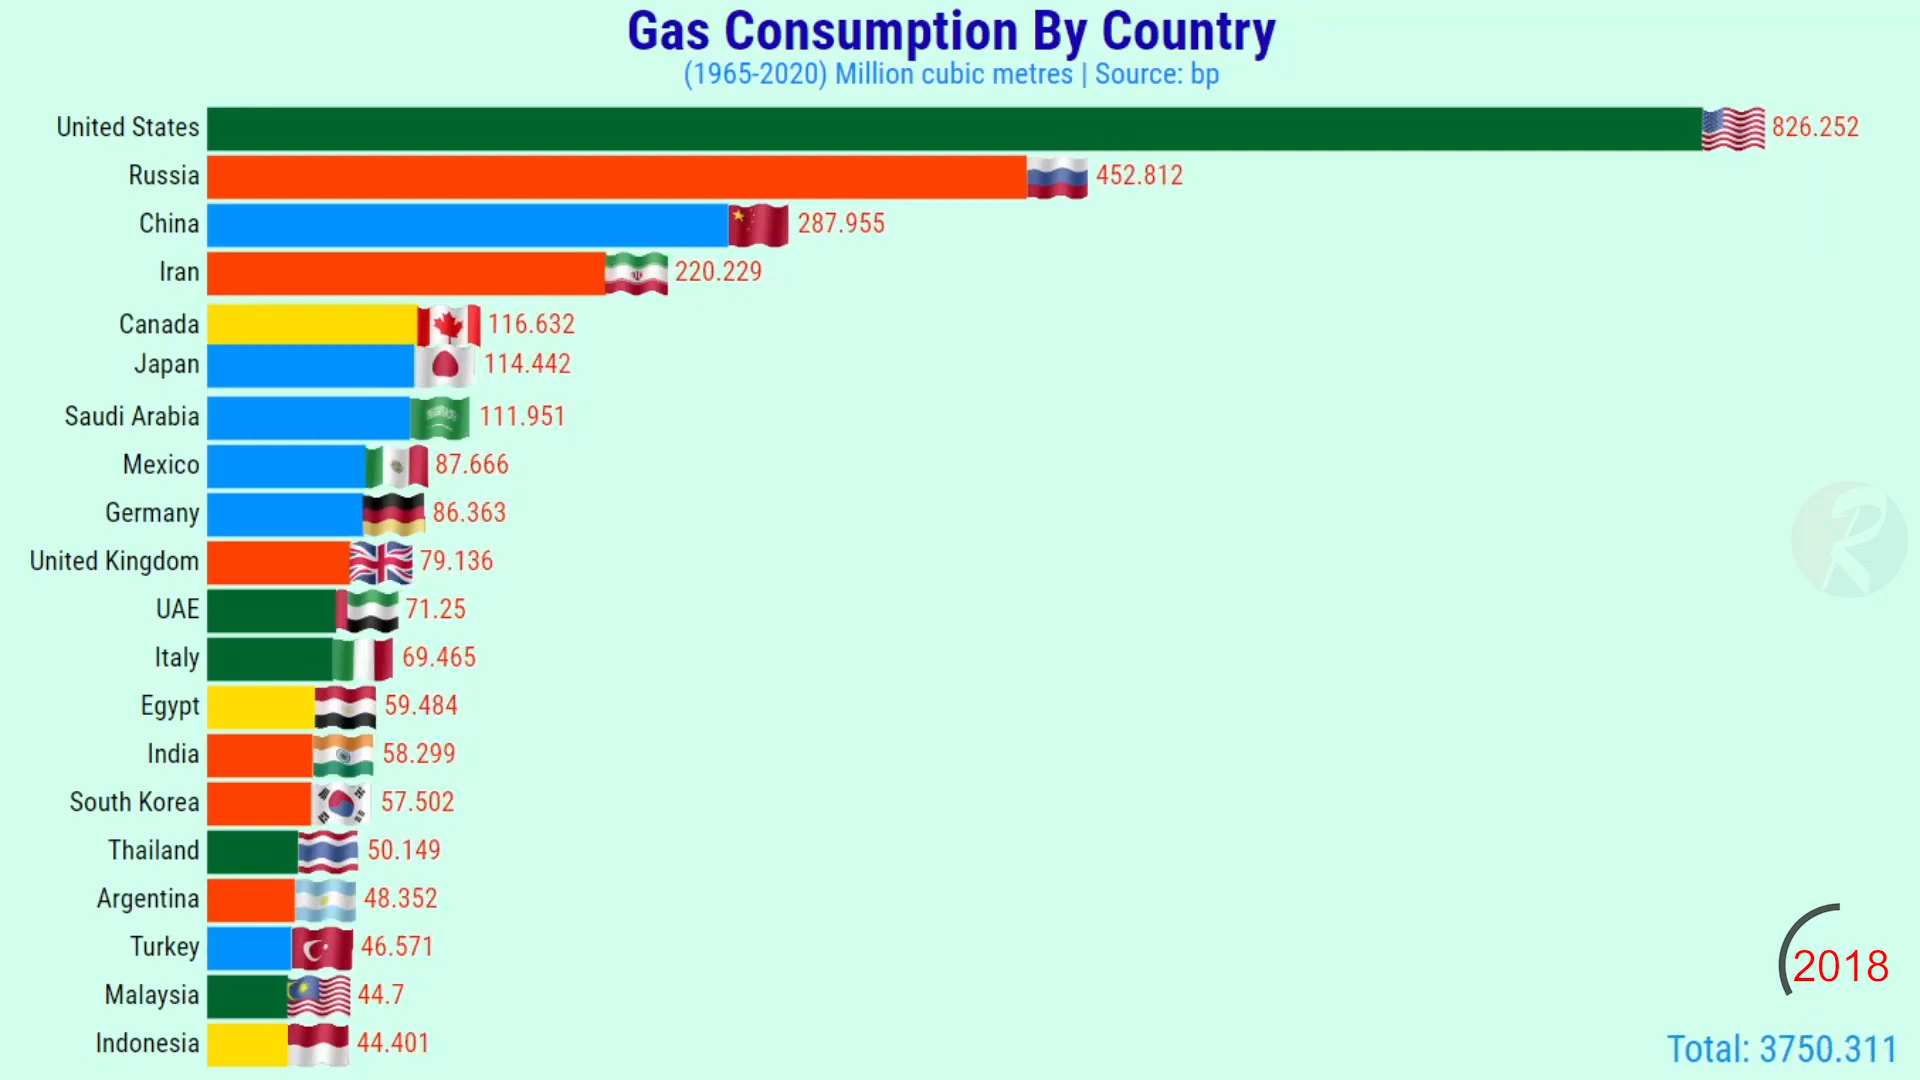 Gas Consumption By Country
(1965-2020) Million cubic metres | Source: bp
United States 826.252
Russia 452.812
China 287.955
Iran 220.229
Canada 116.632
Japan 114.442
Saudi Arabia 111.951
Mexico 87.666
Germany 86.363
United Kingdom 79.136
UAE 71.25
Italy 69.465
Egypt 59.484
India 58.299
South Korea 57.502
Thailand 50.149
Argentina 48.352
Turkey 46.571
Malaysia 44.7
Indonesia 44.401
2018
Total: 3750.311